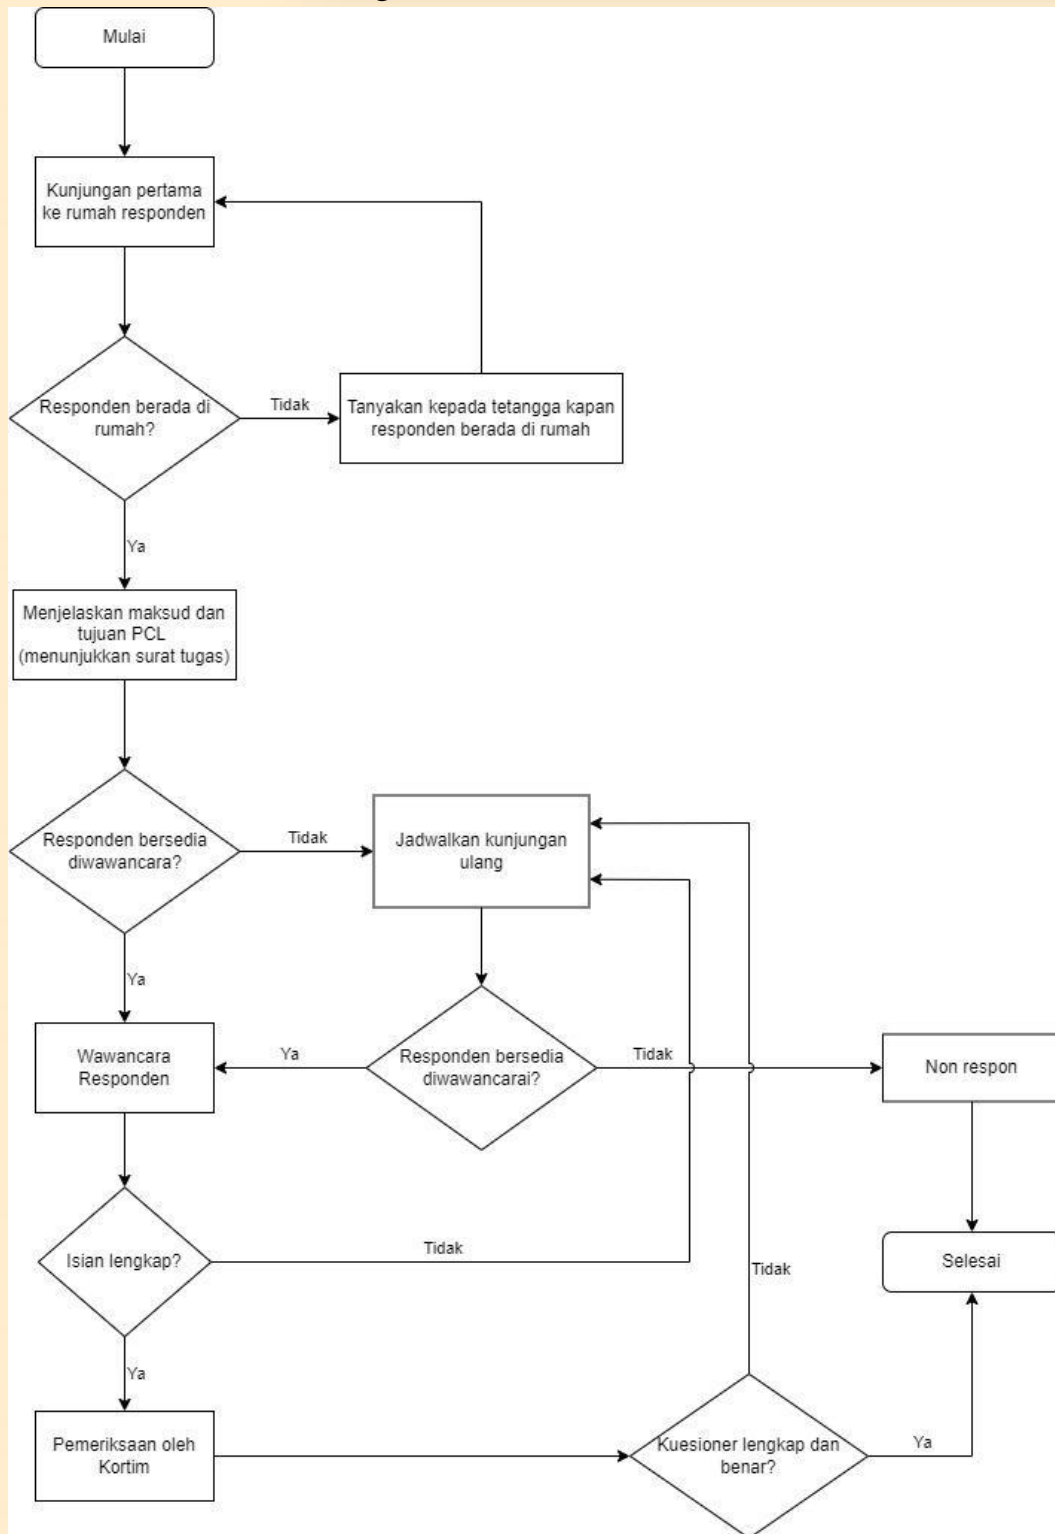 Mulai
Kunjungan pertama
ke rumah responden
Responden berada di
rumah?
Tidak
Tanyakan kepada tetangga kapan
responden berada di rumah
Ya
Menjelaskan maksud dan
tujuan PCL
(menunjukkan surat tugas)
Responden bersedia
diwawancara?
Tidak
Jadwalkan kunjungan
ulang
Ya
Wawancara
Responden
Ya
Responden bersedia
diwawancarai?
Tidak
Non respon
Isian lengkap?
Tidak
Tidak
Selesai
Ya
Pemeriksaan oleh
Kortim
Kuesioner lengkap dan
benar?
Ya